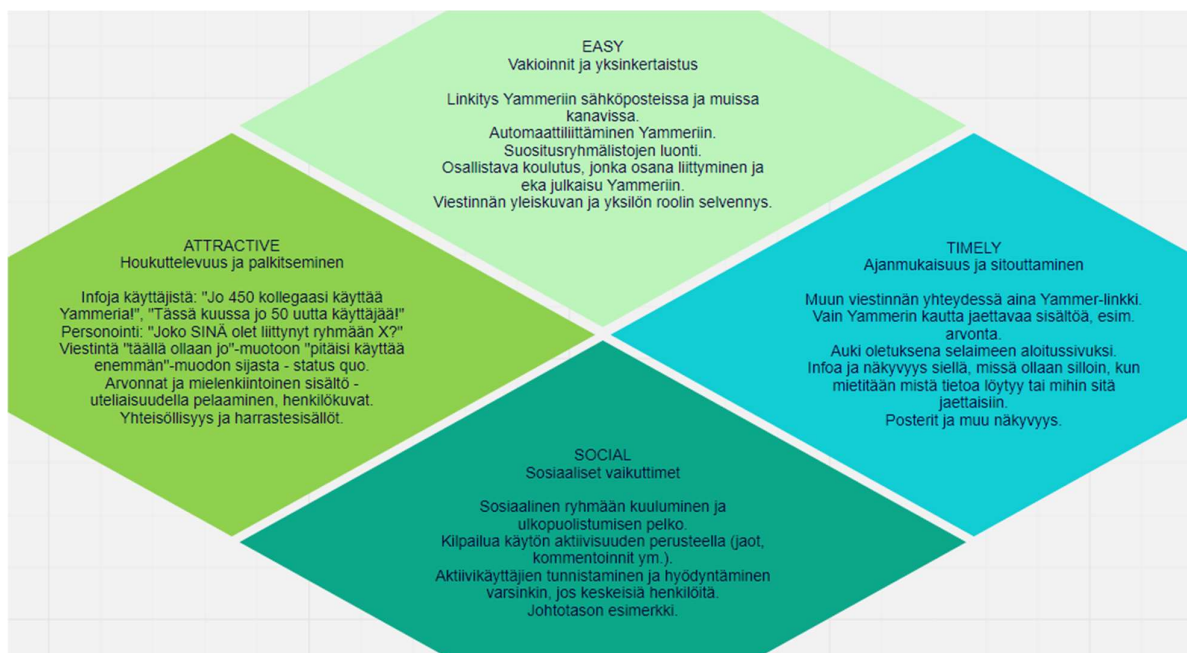 EASY
Vakioinnit ja yksinkertaistus
Linkitys Yammeriin sähköposteissa ja muissa
kanavissa.
Automaattiliittäminen Yammeriin.
Suositusryhmälistojen luonti.
Osallistava koulutus, jonka osana liittyminen ja
eka julkaisu Yammeriin.
Viestinnän yleiskuvan ja yksilön roolin selvennys.
ATTRACTIVE
Houkuttelevuus ja palkitseminen
Infoja käyttäjistä: "Jo 450 kollegaasi käyttää
Yammeria!", "Tässä kuussa jo 50 uutta käyttäjää!"
Personointi: "Joko SINÄ olet liittynyt ryhmään X?"
Viestintä "täällä ollaan jo"-muotoon "pitäisi käyttää
enemmän"-muodon sijasta - status quo.
Arvonnat ja mielenkiintoinen sisältö -
uteliaisuudella pelaaminen, henkilökuvat.
Yhteisöllisyys ja harrastesisällöt.
TIMELY
Ajanmukaisuus ja sitouttaminen
Muun viestinnän yhteydessä aina Yammer-linkki.
Vain Yammerin kautta jaettavaa sisältöä, esim.
arvonta.
Auki oletuksena selaimeen aloitussivuksi.
Infoa ja näkyvyys siellä, missä ollaan silloin, kun
mietitään mistä tietoa löytyy tai mihin sitä
jaettaisiin.
Posterit ja muu näkyvyys.
SOCIAL
Sosiaaliset vaikuttimet
Sosiaalinen ryhmään kuuluminen ja
ulkopuolistumisen pelko.
Kilpailua käytön aktiivisuuden perusteella (jaot,
kommentoinnit ym.).
Aktiivikäyttäjien tunnistaminen ja hyödyntäminen
varsinkin, jos keskeisiä henkilöitä.
Johtotason esimerkki.